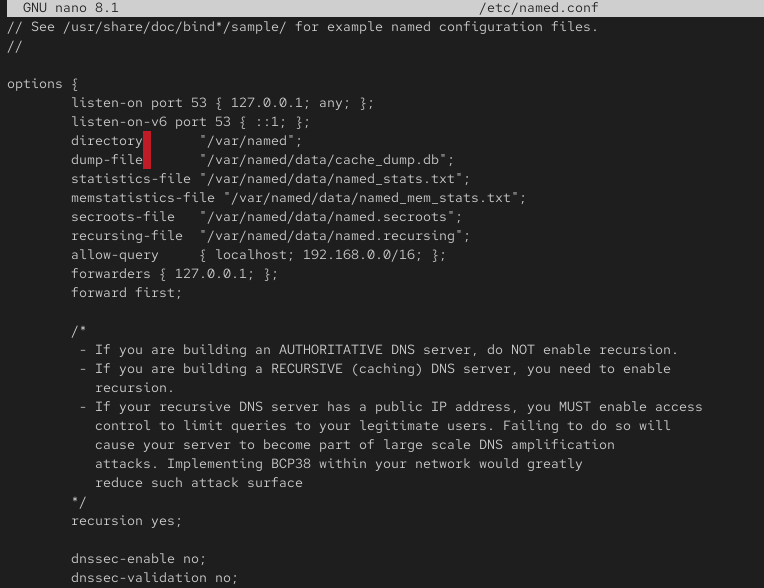 GNU nano 8.1 /etc/named.conf
// See /usr/share/doc/bind*/sample/ for example named configuration files.
//
options {
listen-on port 53 { 127.0.0.1; any; };
listen-on-v6 port 53 { ::1; };
directory "/var/named";
dump-file "/var/named/data/cache_dump.db";
statistics-file "/var/named/data/named_stats.txt";
memstatistics-file "/var/named/data/named_mem_stats.txt";
secroots-file "/var/named/data/named.secroots";
recursing-file "/var/named/data/named.recursing";
allow-query { localhost; 192.168.0.0/16; };
forwarders { 127.0.0.1; };
forward first;
/*
- If you are building an AUTHORITATIVE DNS server, do NOT enable recursion.
- If you are building a RECURSIVE (caching) DNS server, you need to enable
recursion.
- If your recursive DNS server has a public IP address, you MUST enable access
control to limit queries to your legitimate users. Failing to do so will
cause your server to become part of large scale DNS amplification
attacks. Implementing BCP38 within your network would greatly
reduce such attack surface
*/
recursion yes;
dnssec-enable no;
dnssec-validation no;